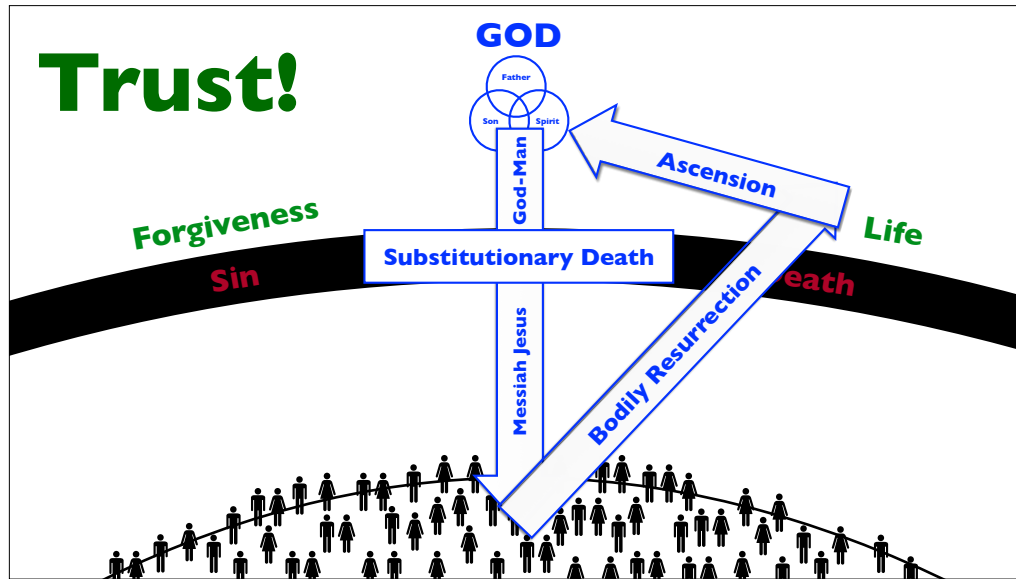 GOD
Trust!
Father
Son
Spirit
God-Man
Ascension
Forgiveness
Life
Substitutionary Death
Sin
eath
Bodily Resurrection
Messiah Jesus